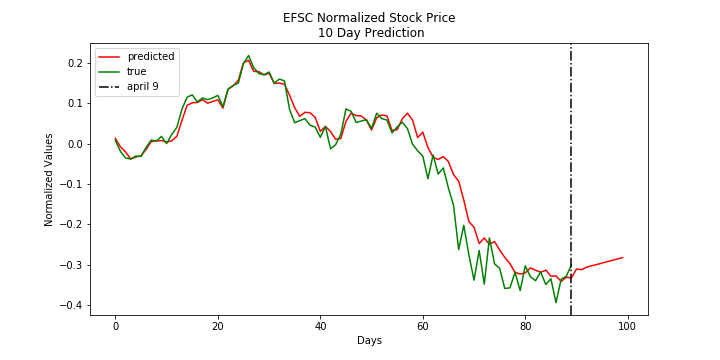 EFSC Normalized Stock Price
10 Day Prediction
predicted
true
april 9
Normalized Values
0.2
0.1
0.0
−0.1
−0.2
−0.3
−0.4
0
20
40
60
80
100
Days